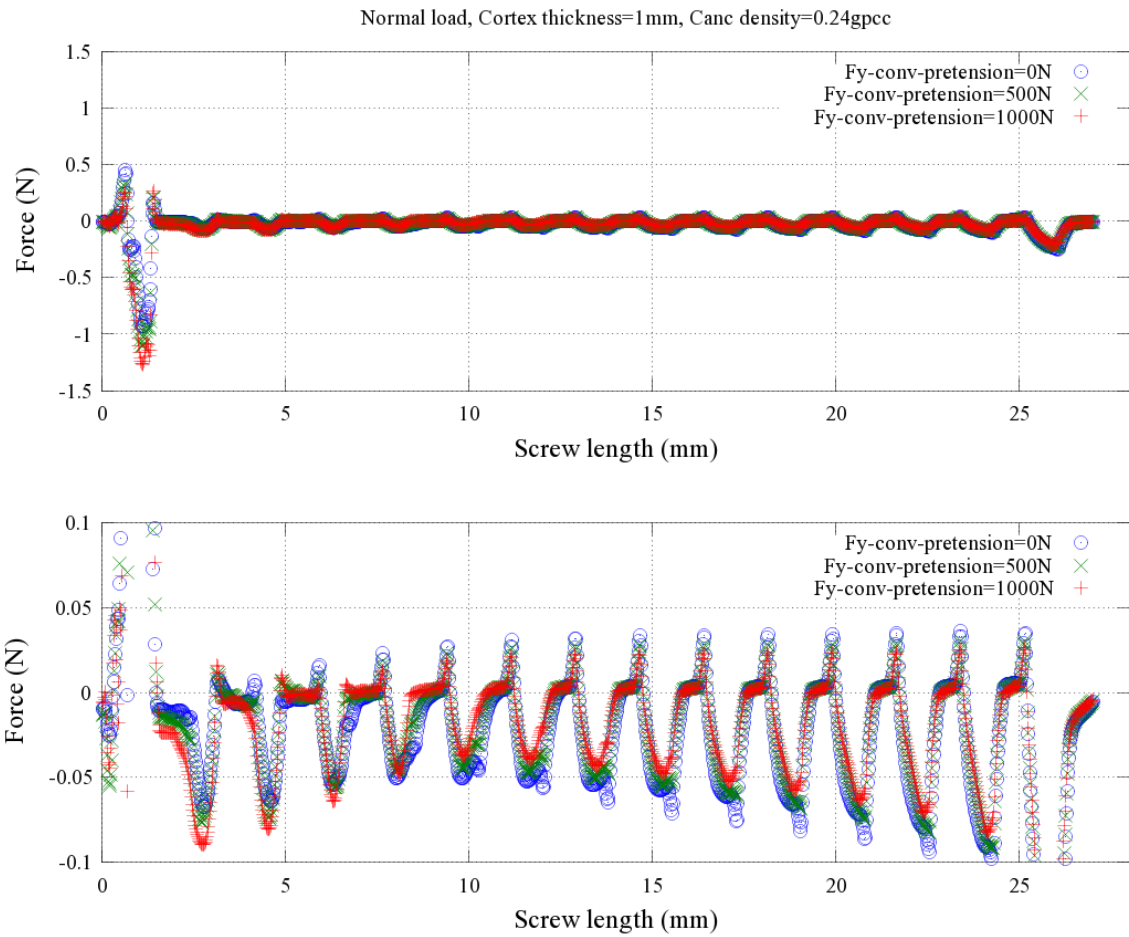 Normal load, Cortex thickness=1mm, Canc density=0.24gpcc
1.5
1
0.5
0
-0.5
-1
-1.5
Force (N)
Fy-conv-pretension=0N
Fy-conv-pretension=500N
Fy-conv-pretension=1000N
0 5 10 15 20 25
Screw length (mm)
0.1
0.05
0
-0.05
-0.1
Force (N)
Fy-conv-pretension=0N
Fy-conv-pretension=500N
Fy-conv-pretension=1000N
0 5 10 15 20 25
Screw length (mm)